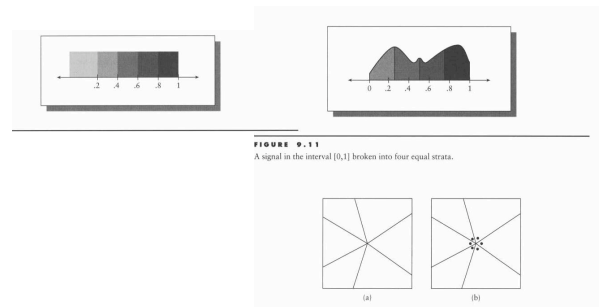 .2 .4 .6 .8 1
0 .2 .4 .6 .8 1
FIGURE 9.11
A signal in the interval [0,1] broken into four equal strata.
(a) (b)